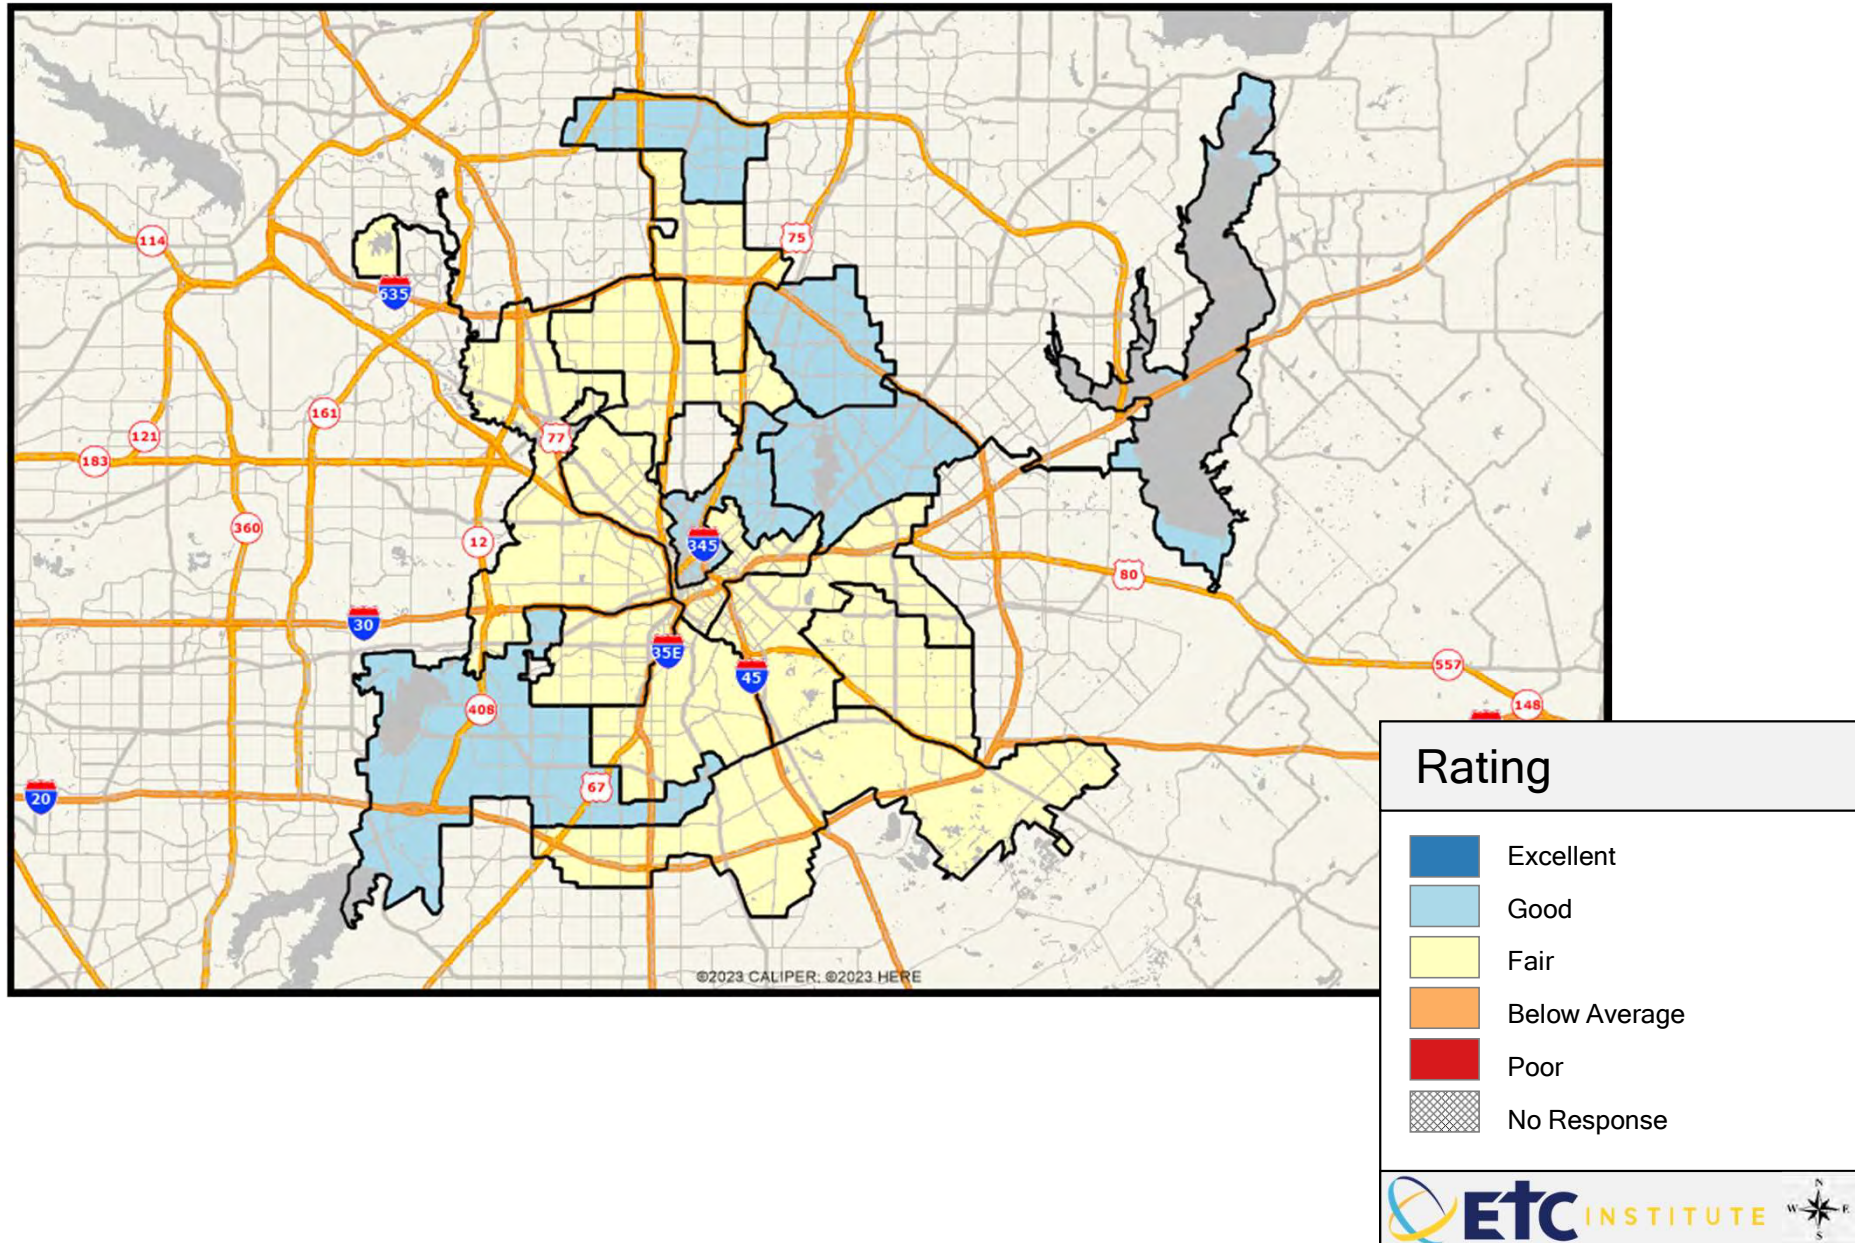 75
114
635
161
121
77
183
360
12
345
80
30
35E
45
557
408
148
67
20
©2023 CALIPER; ©2023 HERE
Rating
Excellent
Good
Fair
Below Average
Poor
No Response
N
W E
S
ETC INSTITUTE